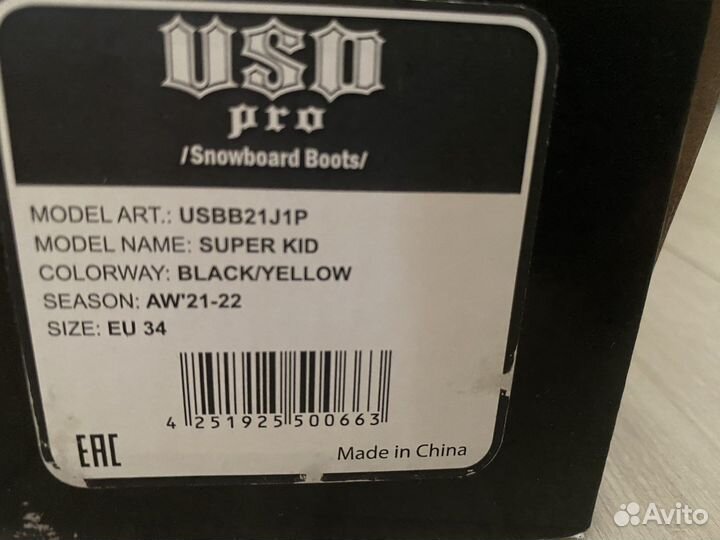 USD
pro
/Snowboard Boots/
MODEL ART.: USBB21J1P
MODEL NAME: SUPER KID
COLORWAY: BLACK/YELLOW
SEASON: AW'21-22
SIZE: EU 34
4 251925 500663
EAC
Made in China
Avito